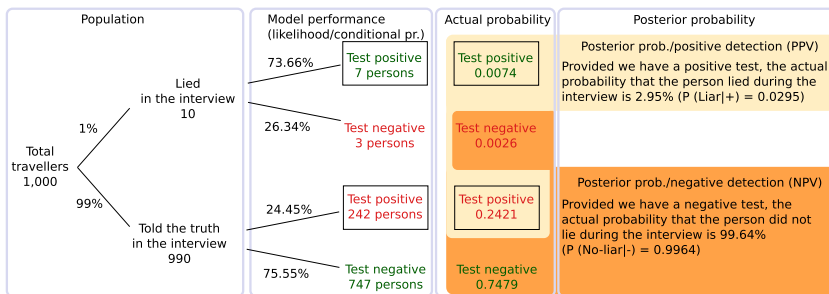 Population
Model performance
(likelihood/conditional pr.)
Actual probability
Posterior probability
Total
travellers
1,000
1%
99%
Lied
in the interview
10
Told the truth
in the interview
990
73.66%
26.34%
24.45%
75.55%
Test positive
7 persons
Test negative
3 persons
Test positive
242 persons
Test negative
747 persons
Test positive
0.0074
Test negative
0.0026
Test positive
0.2421
Test negative
0.7479
Posterior prob./positive detection (PPV)
Provided we have a positive test, the actual
probability that the person lied during the
interview is 2.95% (P (Liar|+) = 0.0295)
Posterior prob./negative detection (NPV)
Provided we have a negative test, the
actual probability that the person did not
lie during the interview is 99.64%
(P (No-liar|-) = 0.9964)